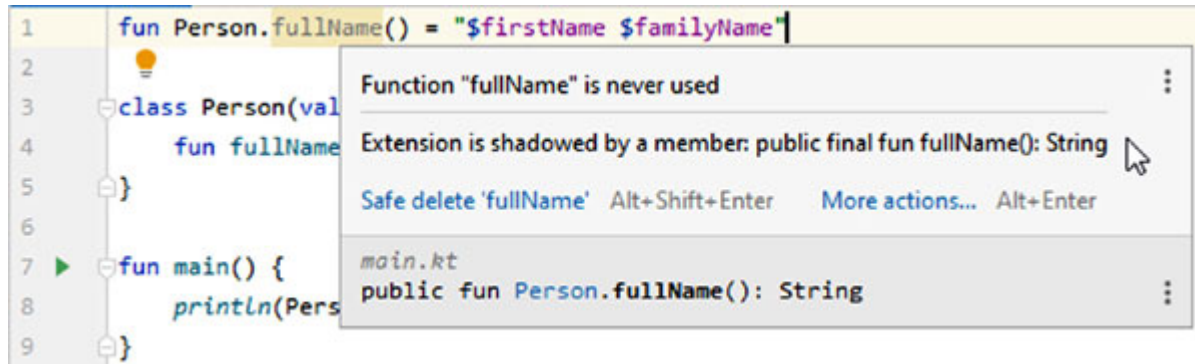 1 fun Person.fullName() = "$firstName $familyName"
2
3 class Person(val
4 fun fullName
5 }
6
7 fun main() {
8 println(Pers
9 }
Function "fullName" is never used
Extension is shadowed by a member: public final fun fullName(): String
Safe delete 'fullName' Alt+Shift+Enter More actions... Alt+Enter
main.kt
public fun Person.fullName(): String